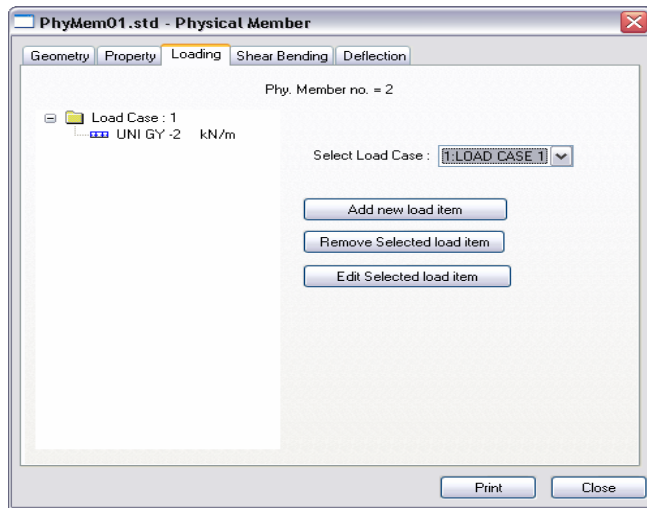 PhyMem01.std - Physical Member
Geometry Property Loading Shear Bending Deflection
Phy. Member no. = 2
Load Case : 1
UNI GY -2 kN/m
Select Load Case : 1:LOAD CASE 1
Add new load item
Remove Selected load item
Edit Selected load item
Print Close